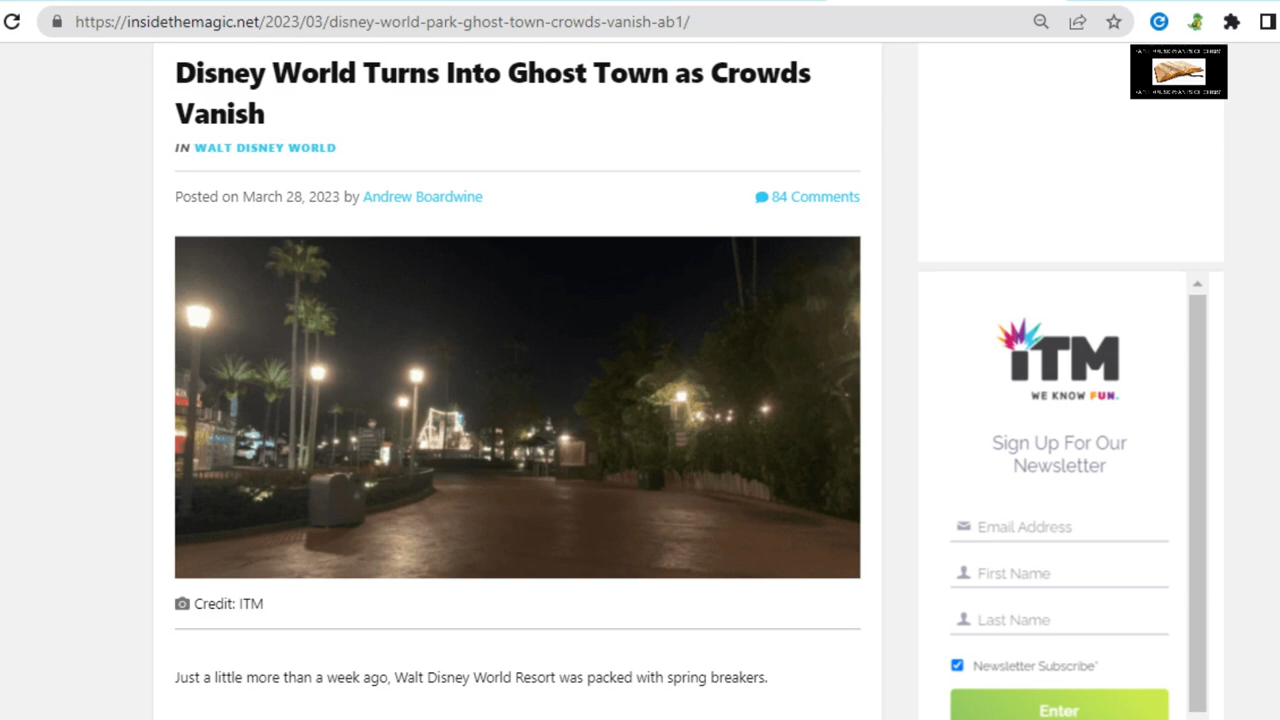 https://insidethemagic.net/2023/03/disney-world-park-ghost-town-crowds-vanish-ab1/
Disney World Turns Into Ghost Town as Crowds
Vanish
IN WALT DISNEY WORLD
Posted on March 28, 2023 by Andrew Boardwine
84 Comments
Credit: ITM
Just a little more than a week ago, Walt Disney World Resort was packed with spring breakers.
iTM
WE KNOW FUN.
Sign Up For Our
Newsletter
Email Address
First Name
Last Name
Newsletter Subscribe*
Enter